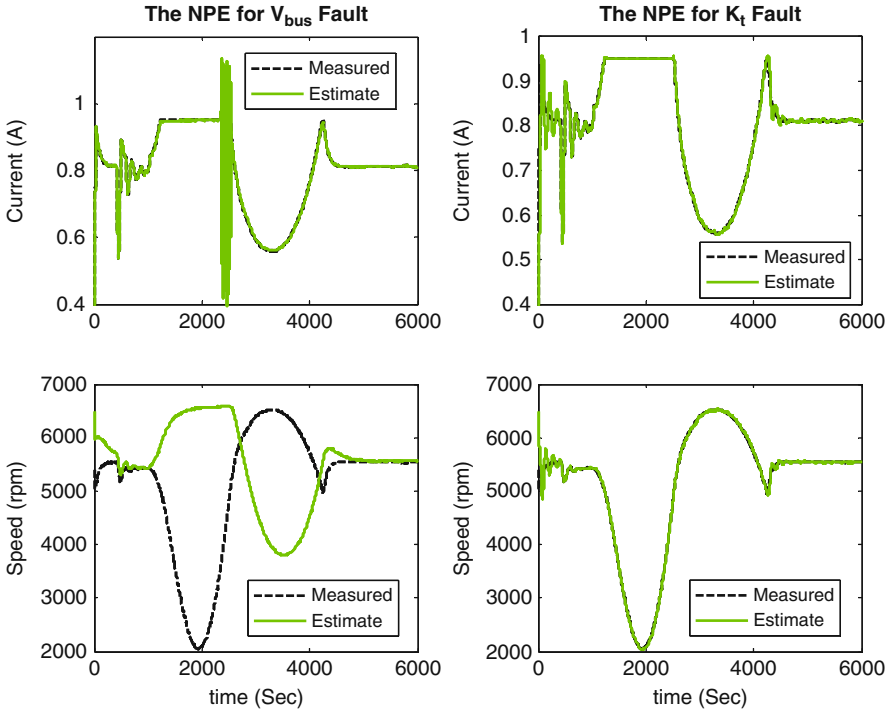 The NPE for V_bus Fault
Current (A)
1
0.8
0.6
0.4
0
2000
4000
6000
Measured
Estimate
The NPE for K_t Fault
Current (A)
1
0.9
0.8
0.7
0.6
0.5
0.4
0
2000
4000
6000
Measured
Estimate
Speed (rpm)
7000
6000
5000
4000
3000
2000
0
2000
4000
6000
Measured
Estimate
time (Sec)
Speed (rpm)
7000
6000
5000
4000
3000
2000
0
2000
4000
6000
Measured
Estimate
time (Sec)